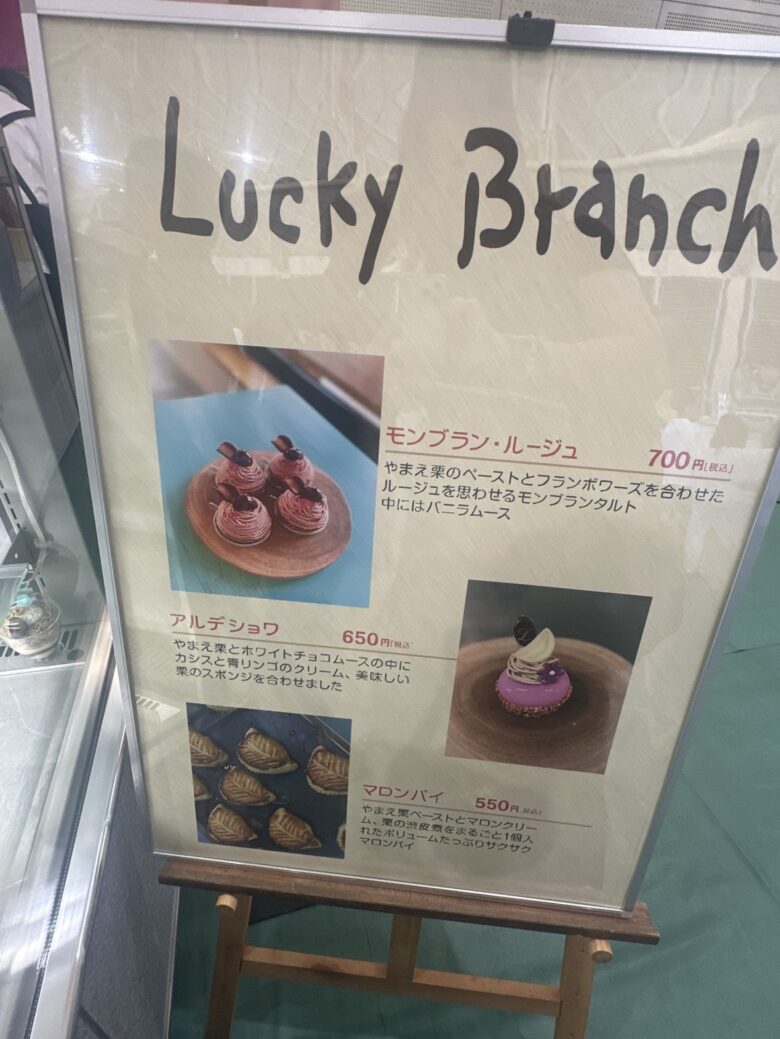 Lucky Branch
モンブラン・ルージュ 700円[税込]
やまえ栗のペーストとフランボワーズを合わせた
ルージュを思わせるモンブランタルト
中にはバニラムース
アルデショワ 650円[税込]
やまえ栗とホワイトチョコムースの中に
カシスと青リンゴのクリーム、美味しい
栗のスポンジを合わせました
マロンパイ 550円[税込]
やまえ栗ペーストとマロンクリー
ム、栗の渋皮煮をまるごと1個入
れたボリュームたっぷりサクサク
マロンパイ